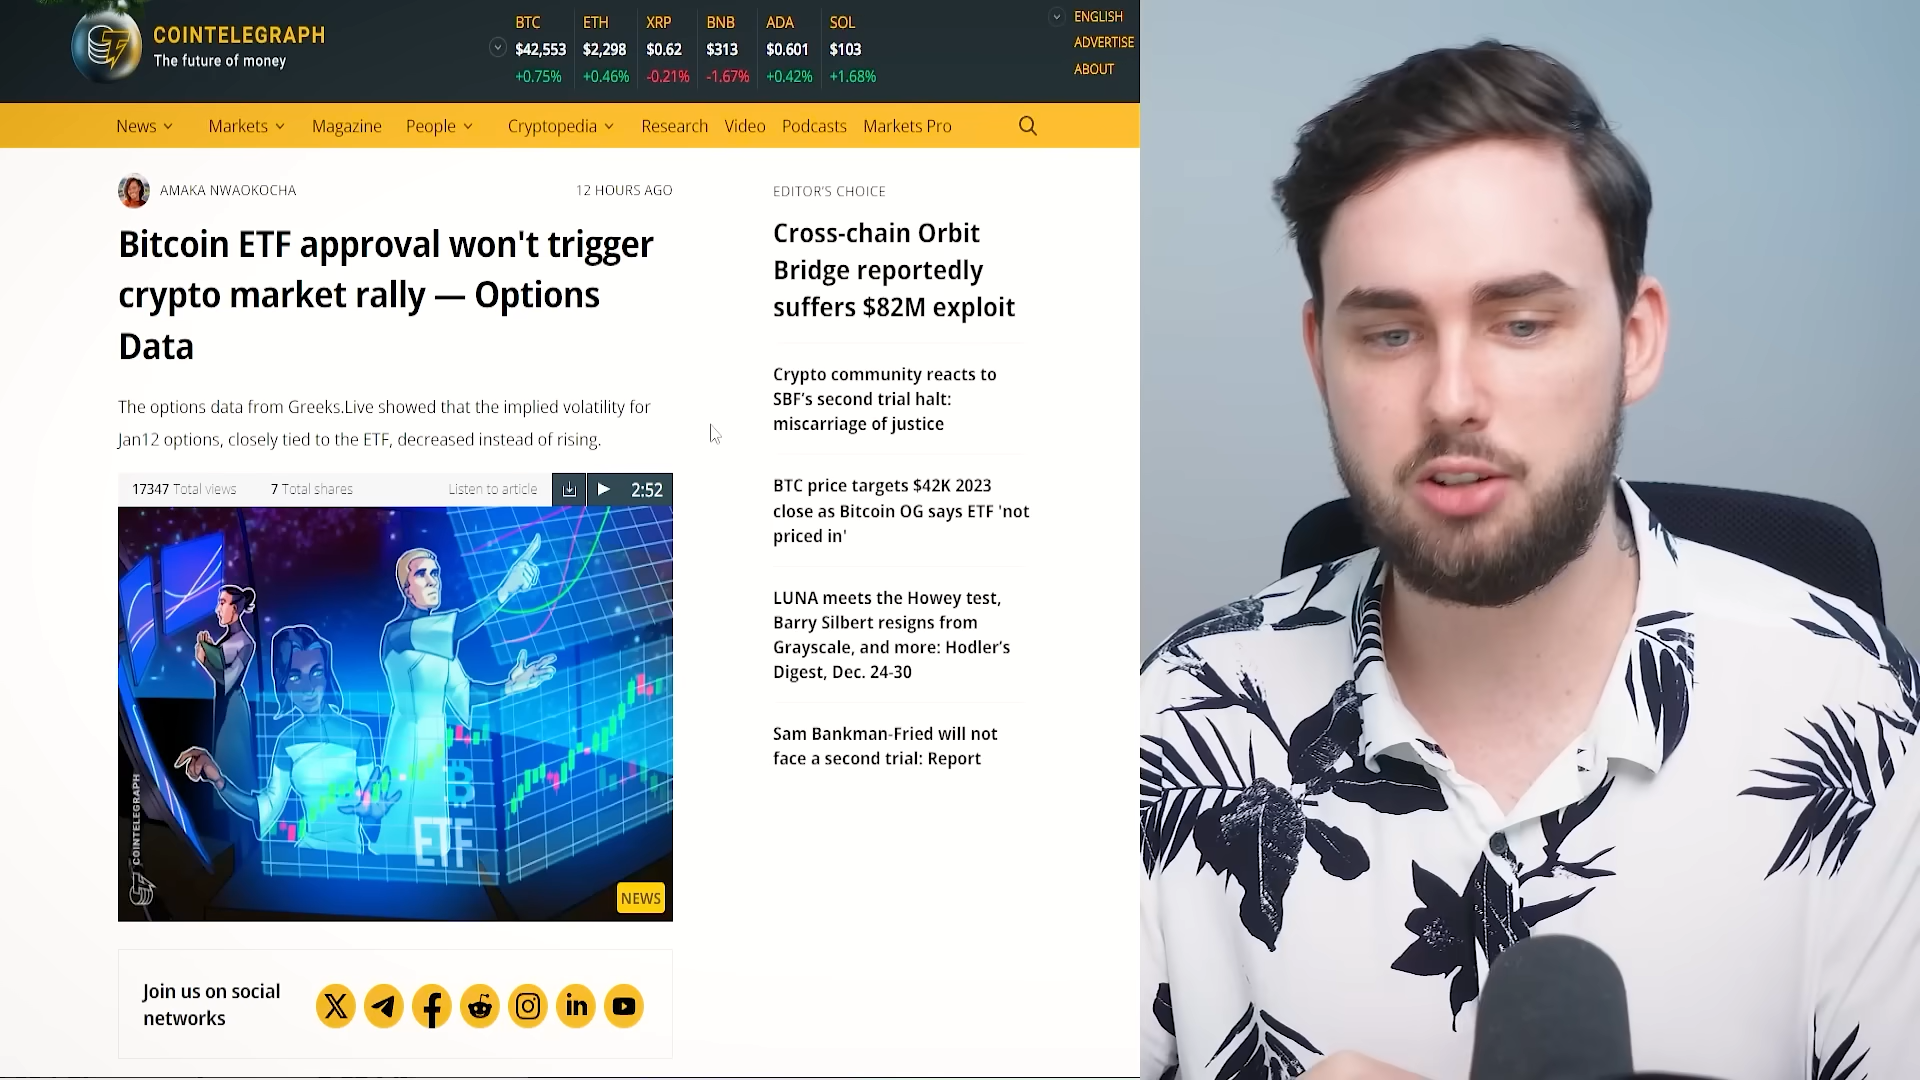 COINTELEGRAPH
The future of money
BTC ETH XRP BNB ADA SOL
$42,553 $2,298 $0.62 $313 $0.601 $103
+0.75% +0.46% -0.21% -1.67% +0.42% +1.68%
ENGLISH
ADVERTISE
ABOUT
News Markets Magazine People Cryptopedia Research Video Podcasts Markets Pro
AMAKA NWAOKOCHA 12 HOURS AGO
Bitcoin ETF approval won't trigger
crypto market rally — Options
Data
The options data from Greeks.Live showed that the implied volatility for
Jan12 options, closely tied to the ETF, decreased instead of rising.
17347 Total views 7 Total shares Listen to article 2:52
ETF
COINTELEGRAPH
NEWS
Join us on social
networks
EDITOR'S CHOICE
Cross-chain Orbit
Bridge reportedly
suffers $82M exploit
Crypto community reacts to
SBF's second trial halt:
miscarriage of justice
BTC price targets $42K 2023
close as Bitcoin OG says ETF 'not
priced in'
LUNA meets the Howey test,
Barry Silbert resigns from
Grayscale, and more: Hodler's
Digest, Dec. 24-30
Sam Bankman-Fried will not
face a second trial: Report